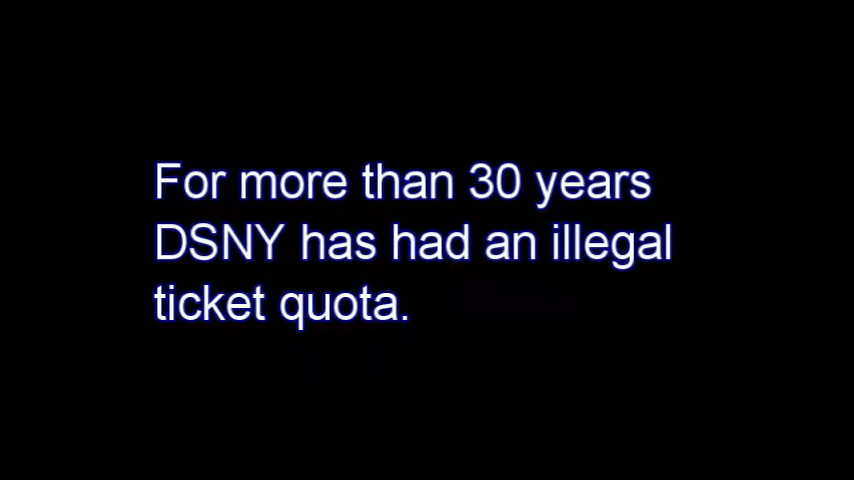 For more than 30 years
DSNY has had an illegal
ticket quota.